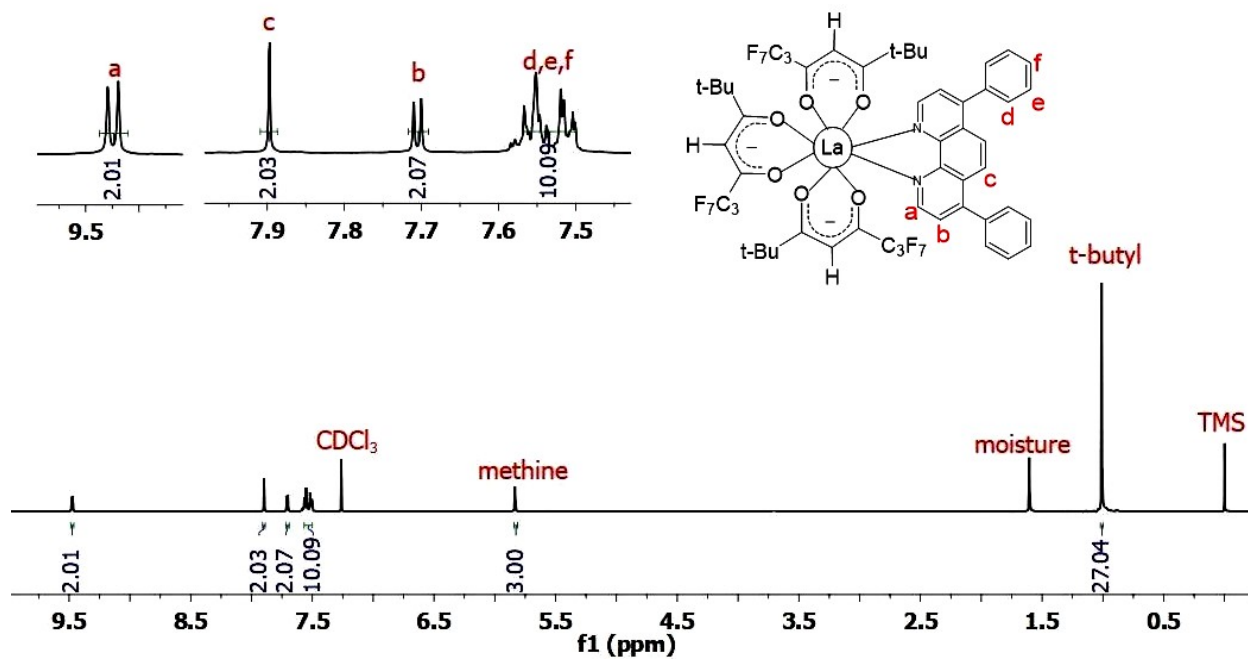 a
c
b
d,e,f
2.01
2.03
2.07
10.09
9.5
7.9
7.8
7.7
7.6
7.5
H
F₇C₃
t-Bu
t-Bu
O
O
O
H
O
La
F₇C₃
O
O
t-Bu
C₃F₇
H
N
N
f
e
d
c
a
b
t-butyl
CDCl₃
methine
moisture
TMS
2.01
2.03
2.07
10.09
3.00
27.04
9.5
8.5
7.5
6.5
5.5
4.5
3.5
2.5
1.5
0.5
f1 (ppm)